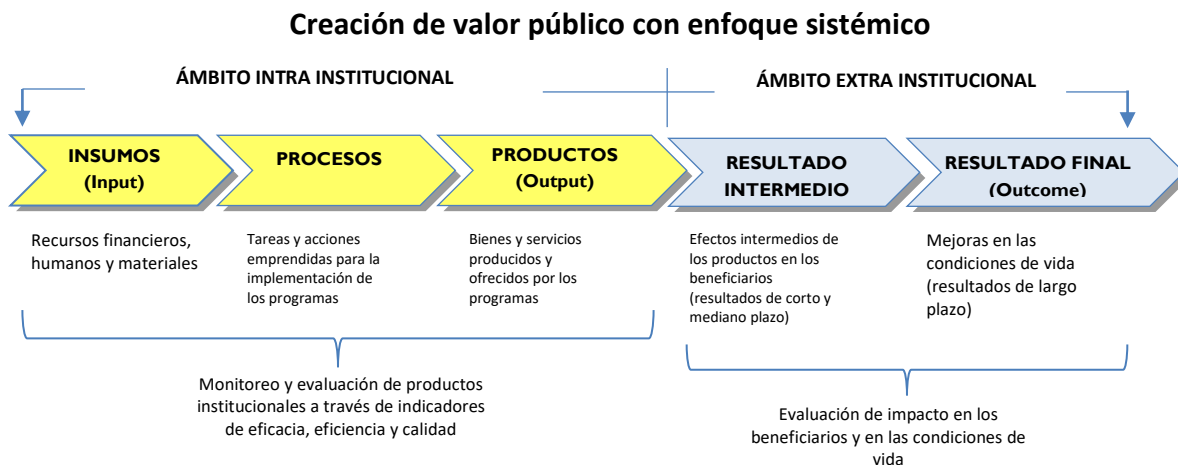 Creación de valor público con enfoque sistémico
ÁMBITO INTRA INSTITUCIONAL
ÁMBITO EXTRA INSTITUCIONAL
INSUMOS
(Input)
PROCESOS
PRODUCTOS
(Output)
RESULTADO
INTERMEDIO
RESULTADO FINAL
(Outcome)
Recursos financieros,
humanos y materiales
Tareas y acciones
emprendidas para la
implementación de
los programas
Bienes y servicios
producidos y
ofrecidos por los
programas
Efectos intermedios de
los productos en los
beneficiarios
(resultados de corto y
mediano plazo)
Mejoras en las
condiciones de vida
(resultados de largo
plazo)
Monitoreo y evaluación de productos
institucionales a través de indicadores
de eficacia, eficiencia y calidad
Evaluación de impacto en los
beneficiarios y en las condiciones de
vida